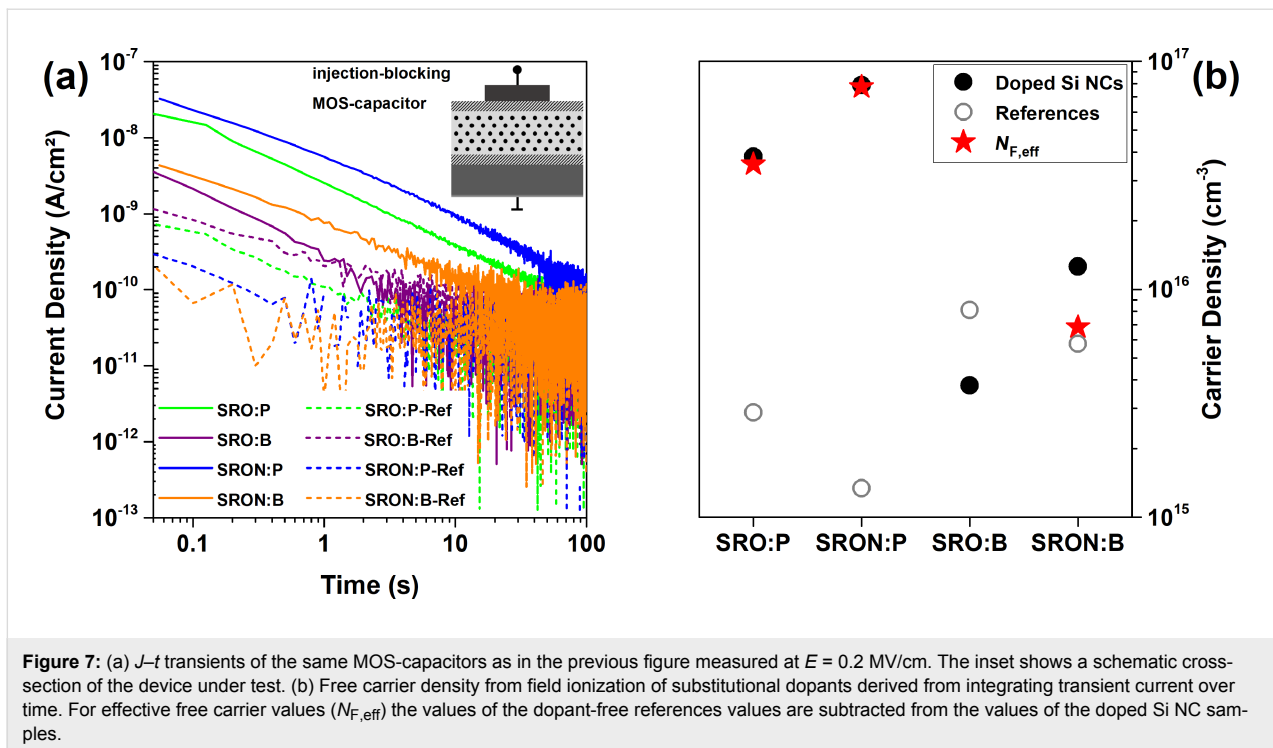 (a)
injection-blocking
MOS-capacitor
Current Density (A/cm²)
10⁻⁷
10⁻⁸
10⁻⁹
10⁻¹⁰
10⁻¹¹
10⁻¹²
10⁻¹³
SRO:P SRO:P-Ref
SRO:B SRO:B-Ref
SRON:P SRON:P-Ref
SRON:B SRON:B-Ref
0.1 1 10 100
Time (s)
(b)
Doped Si NCs
References
N_F,eff
10¹⁷
10¹⁶
10¹⁵
Carrier Density (cm⁻³)
SRO:P SRON:P SRO:B SRON:B
Figure 7: (a) J–t transients of the same MOS-capacitors as in the previous figure measured at E = 0.2 MV/cm. The inset shows a schematic cross-
section of the device under test. (b) Free carrier density from field ionization of substitutional dopants derived from integrating transient current over
time. For effective free carrier values (N_F,eff) the values of the dopant-free references values are subtracted from the values of the doped Si NC sam-
ples.